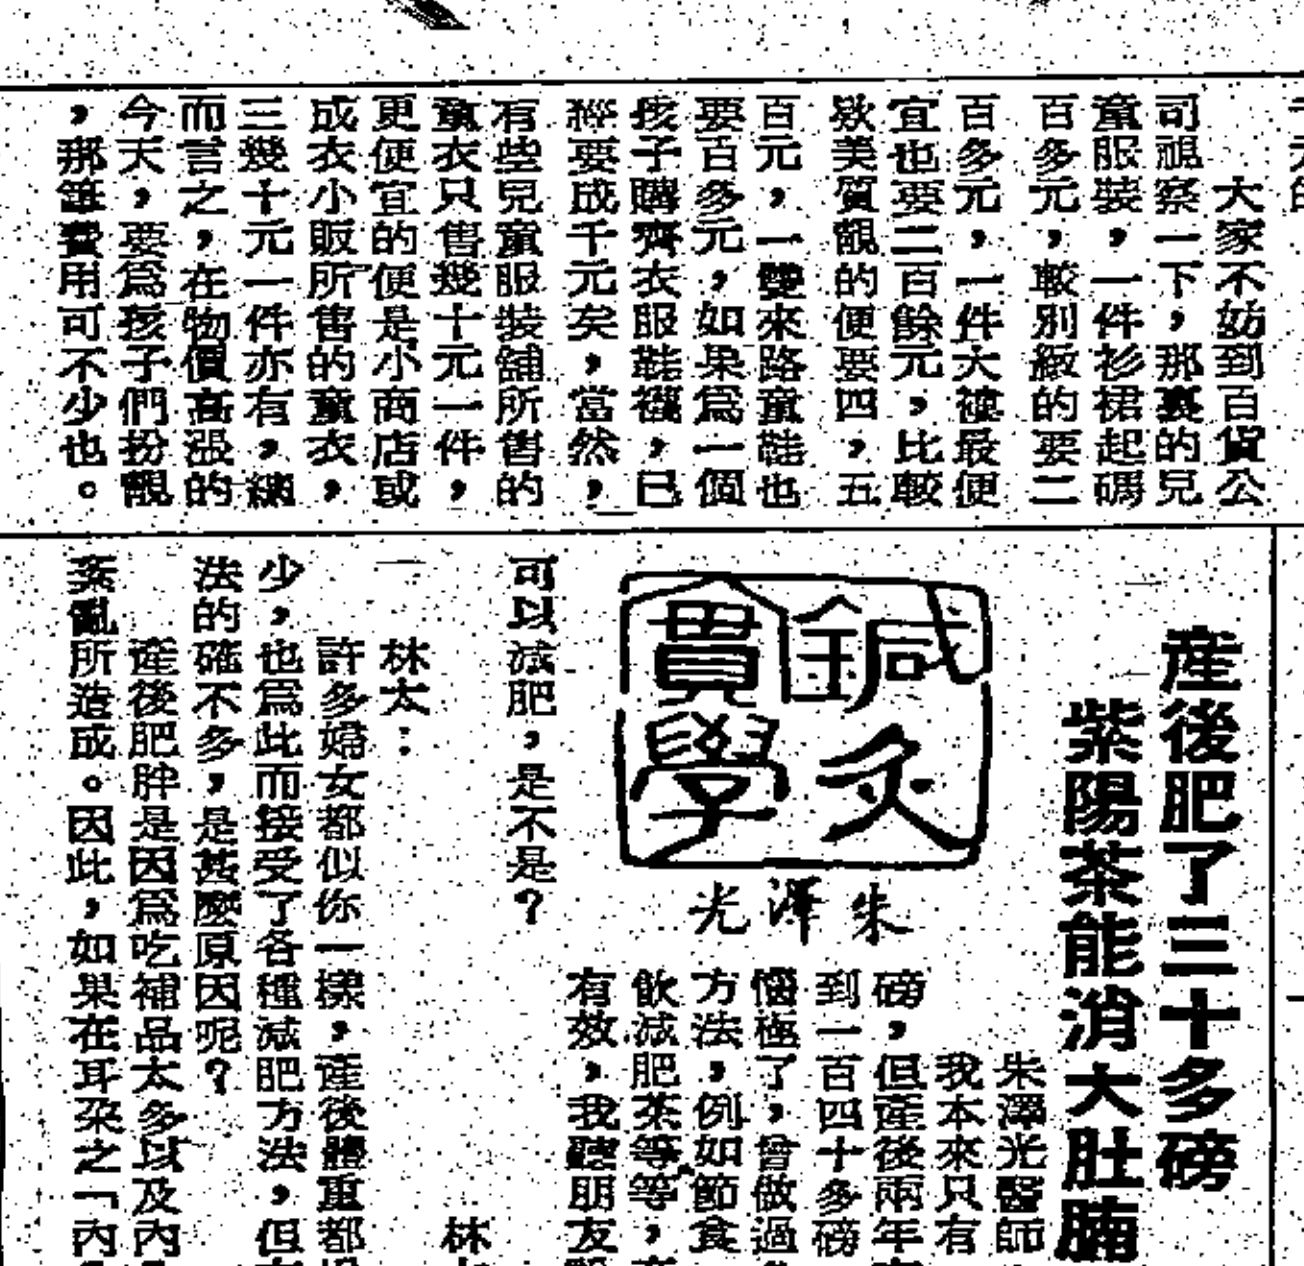 大家不妨到百貨公
司視察一下，那裏的兒
童服裝，一件衫裙起碼
百多元，較別緻的要二
百多元，一件大褸最便
宜也要二百餘元，比較
欵美質靚的便要四，五
百元，一雙來路童鞋也
要百多元，如果爲一個
孩子購齊衣服鞋襪，已
經要成千元矣，當然，
有些兒童服裝舖所售的
童衣只售幾十元一件，
更便宜的便是小商店或
成衣小販所售的童衣，
三幾十元一件亦有，總
而言之，在物價高漲的
今天，要爲孩子們扮靚
，那筆費用可不少也。
產後肥了三十多磅
紫陽茶能消大肚腩
鍼灸
實學
朱澤光
朱澤光醫師
我本來只有
磅，但產後兩年
到一百四十多磅
惱極了，曾做過
方法，例如節食
飲減肥茶等等，
有效，我聽朋友
可以減肥，是不是？
林
林太：
許多婦女都似你一樣，產後體重都
少，也爲此而接受了各種減肥方法，但
法的確不多，是甚麼原因呢？
產後肥胖是因爲吃補品太多以及內
紊亂所造成。因此，如果在耳朶之「內